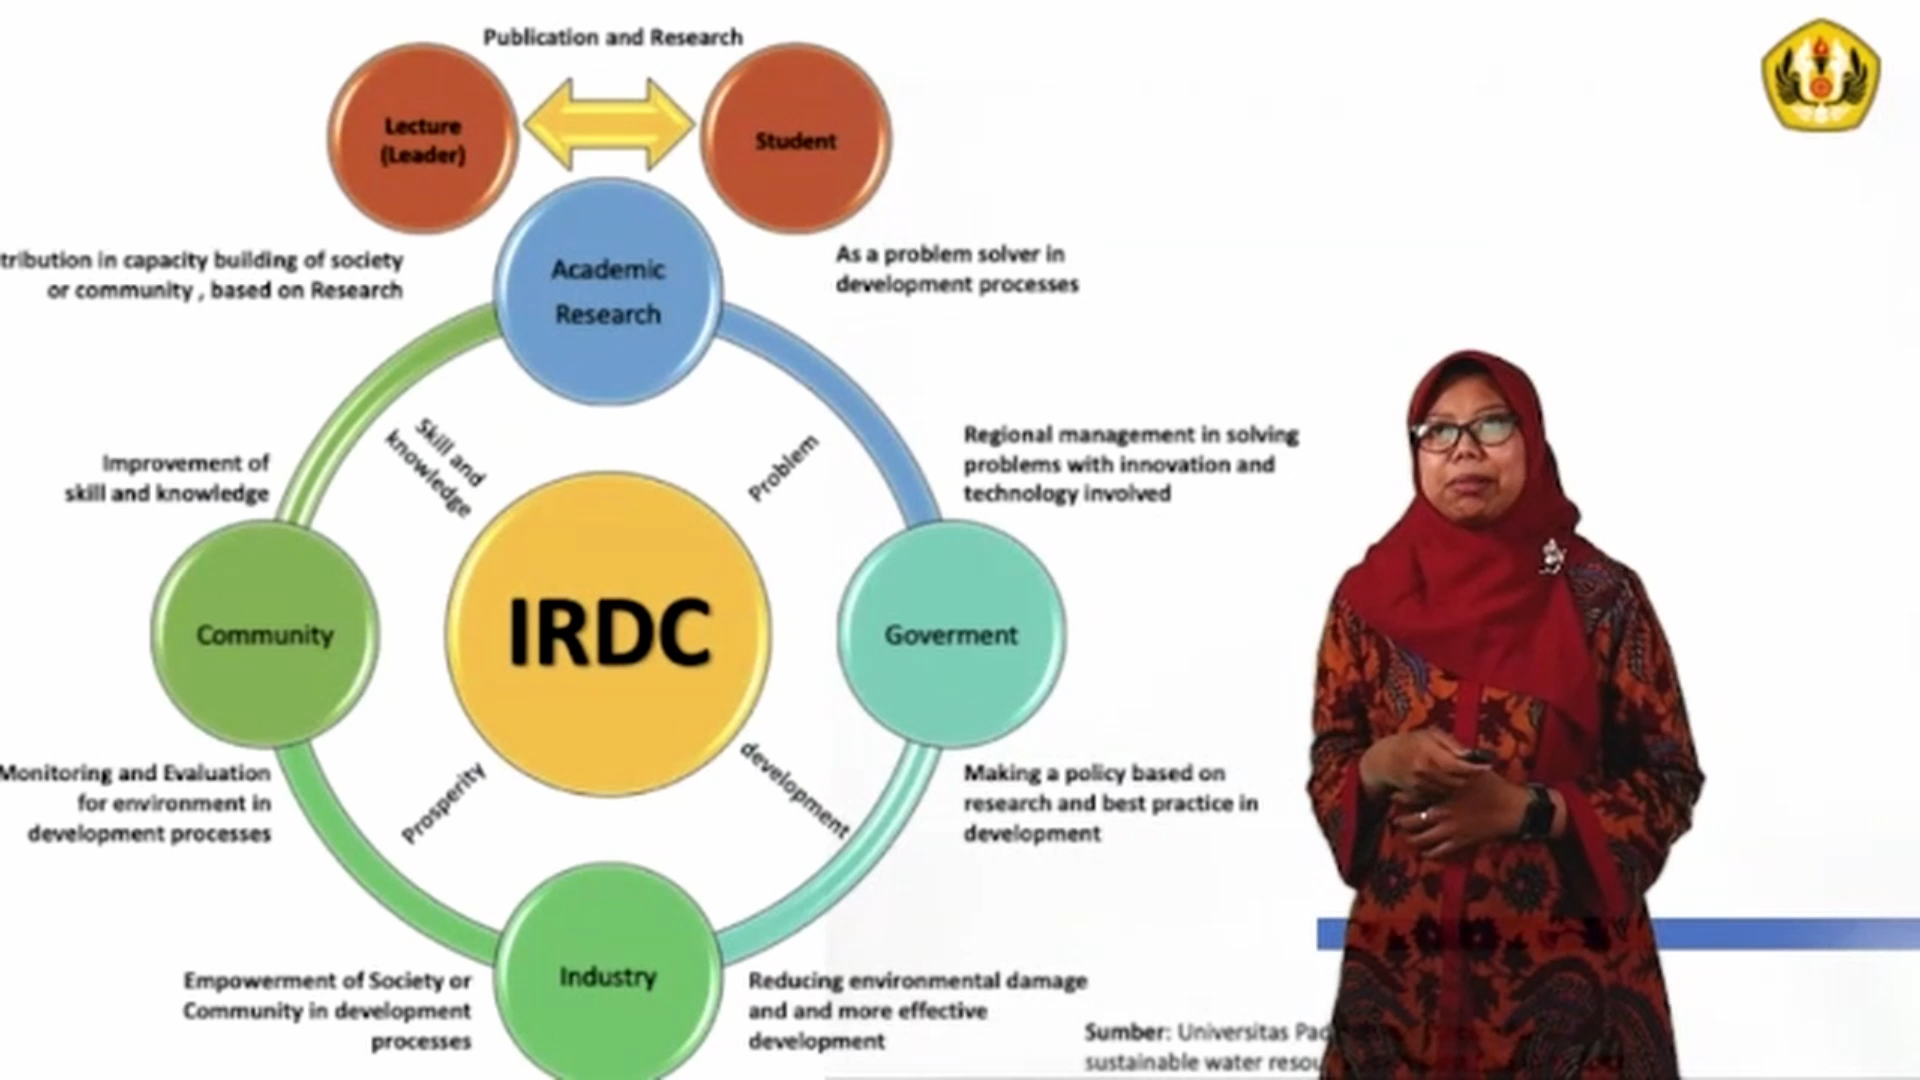 Publication and Research
Lecture
(Leader)
Student
tribution in capacity building of society
or community , based on Research
As a problem solver in
development processes
Academic
Research
Skill and
knowledge
Problem
Improvement of
skill and knowledge
Regional management in solving
problems with innovation and
technology involved
Community
IRDC
Goverment
Monitoring and Evaluation
for environment in
development processes
Prosperity
development
Making a policy based on
research and best practice in
development
Industry
Empowerment of Society or
Community in development
processes
Reducing environmental damage
and and more effective
development
Sumber: Universitas
sustainable water